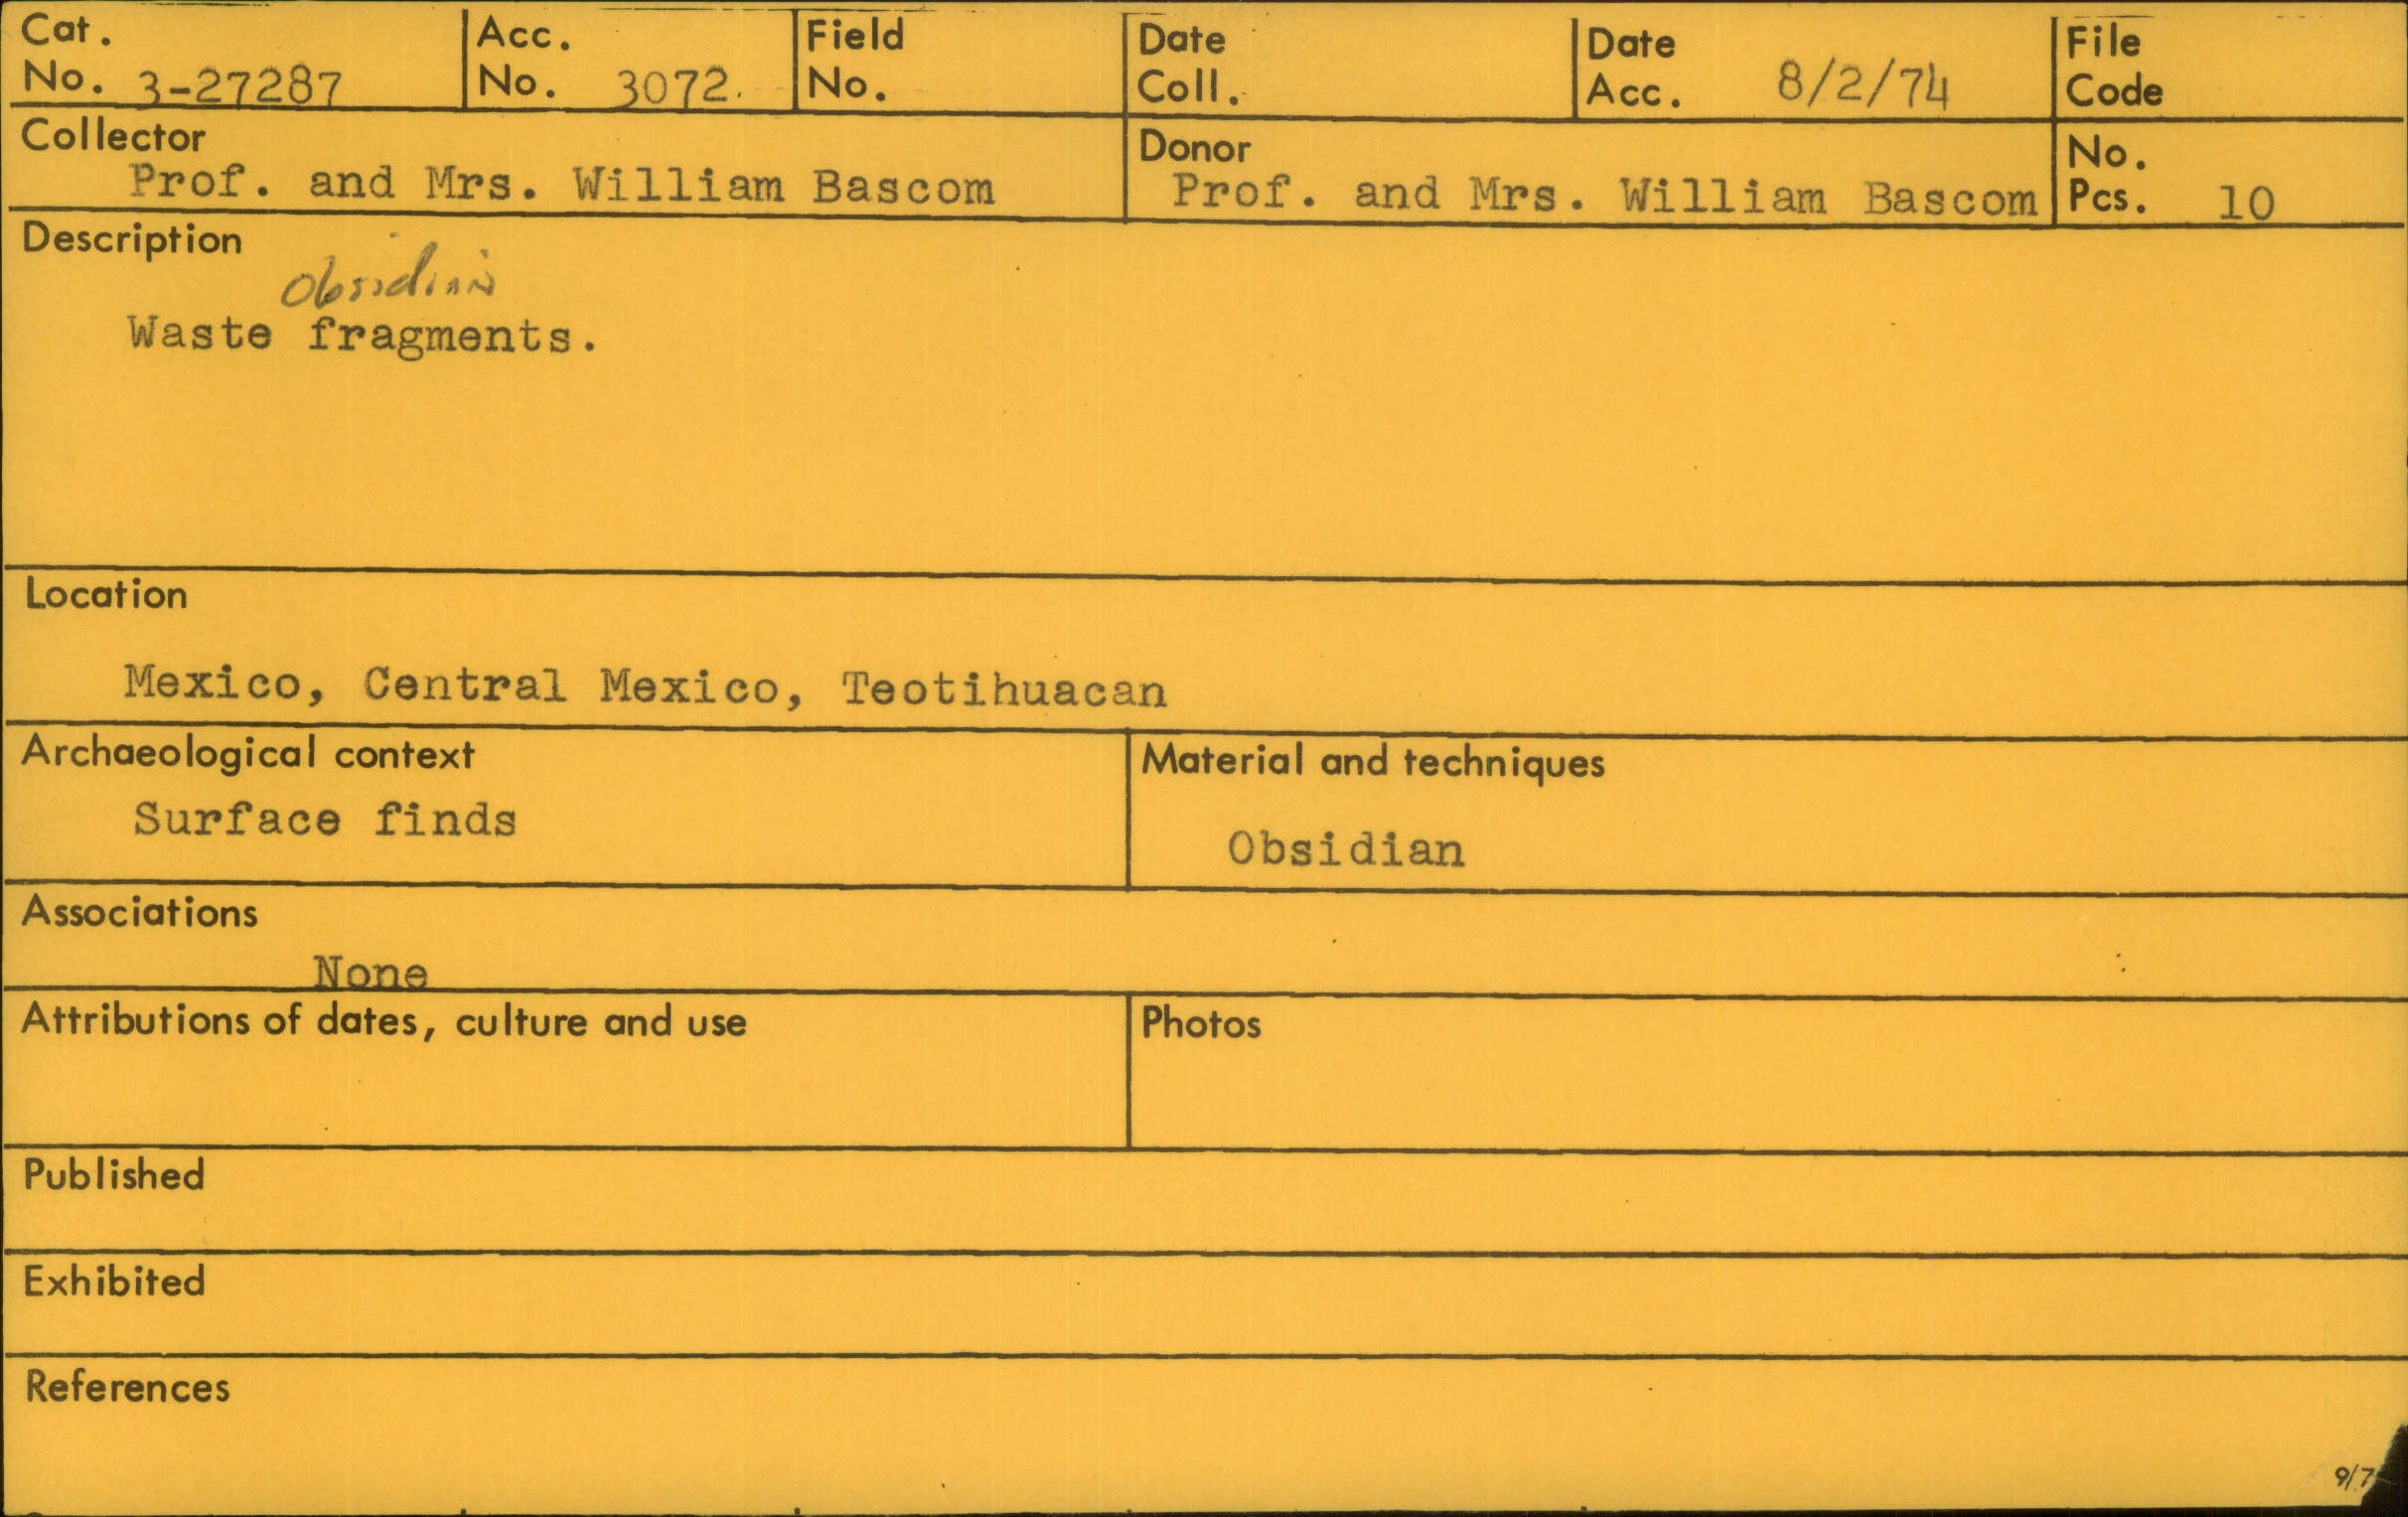 Cat. No. 3-27287
Acc. No. 3072.
Field No.
Date Coll.
Date Acc. 8/2/74
File Code
Collector
Prof. and Mrs. William Bascom
Donor
Prof. and Mrs. William Bascom
No. Pcs. 10
Description
Obsidian
Waste fragments.
Location
Mexico, Central Mexico, Teotihuacan
Archaeological context
Surface finds
Material and techniques
Obsidian
Associations
None
Attributions of dates, culture and use
Photos
Published
Exhibited
References
9/7